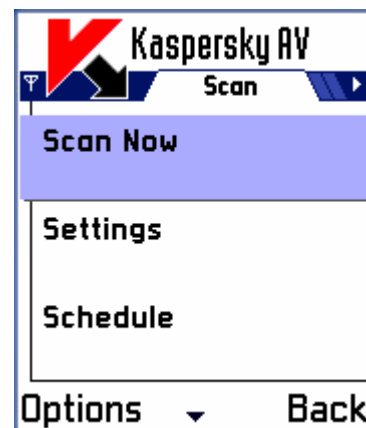 Kaspersky AV
Scan
Scan Now
Settings
Schedule
Options Back